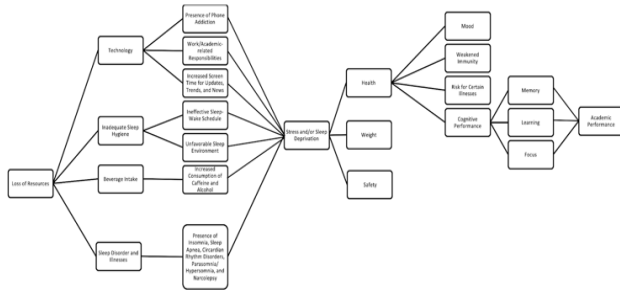 Presence of Phone
Addiction
Technology
Work/Academic-
related
Responsibilities
Increased Screen
Time for Updates,
Trends, and News
Inadequate Sleep
Hygiene
Ineffective Sleep-
Wake Schedule
Unfavorable Sleep
Environment
Loss of Resources
Beverage Intake
Increased
Consumption of
Caffeine and
Alcohol
Sleep Disorder and
Illnesses
Presence of
Insomnia, Sleep
Apnea, Circardian
Rhythm Disorders,
Parasomnia/
Hypersomnia, and
Narcolepsy
Stress and/or Sleep
Deprivation
Health
Weight
Safety
Mood
Weakened
Immunity
Risk for Certain
Illnesses
Cognitive
Performance
Memory
Learning
Focus
Academic
Performance